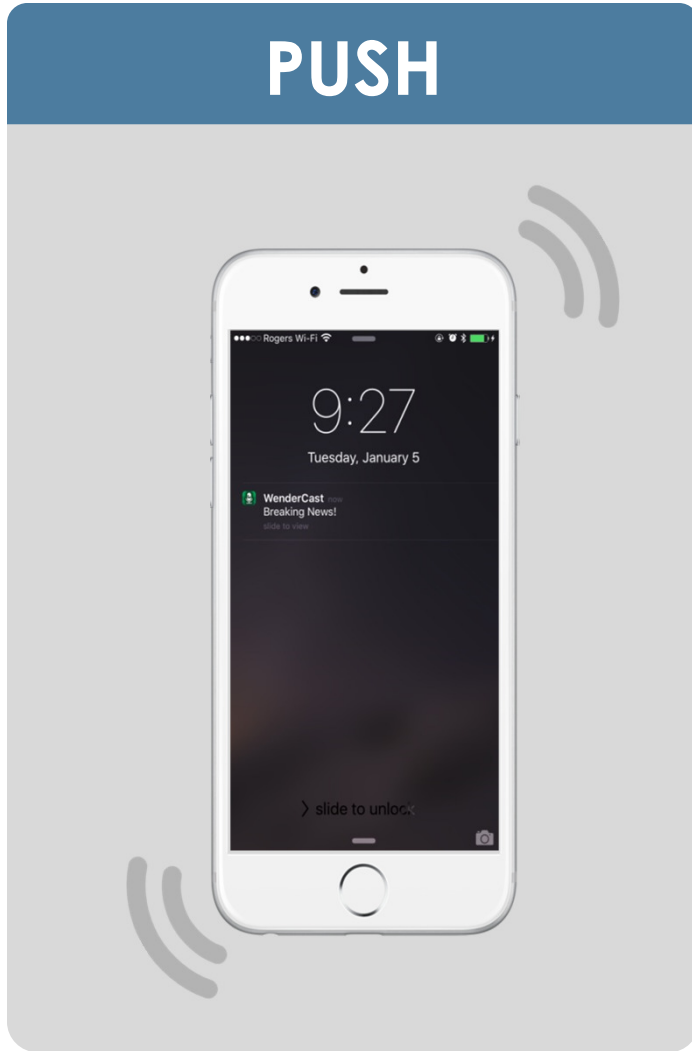 PUSH
Rogers Wi-Fi
9:27
Tuesday, January 5
WenderCast now
Breaking News!
slide to view
> slide to unlock